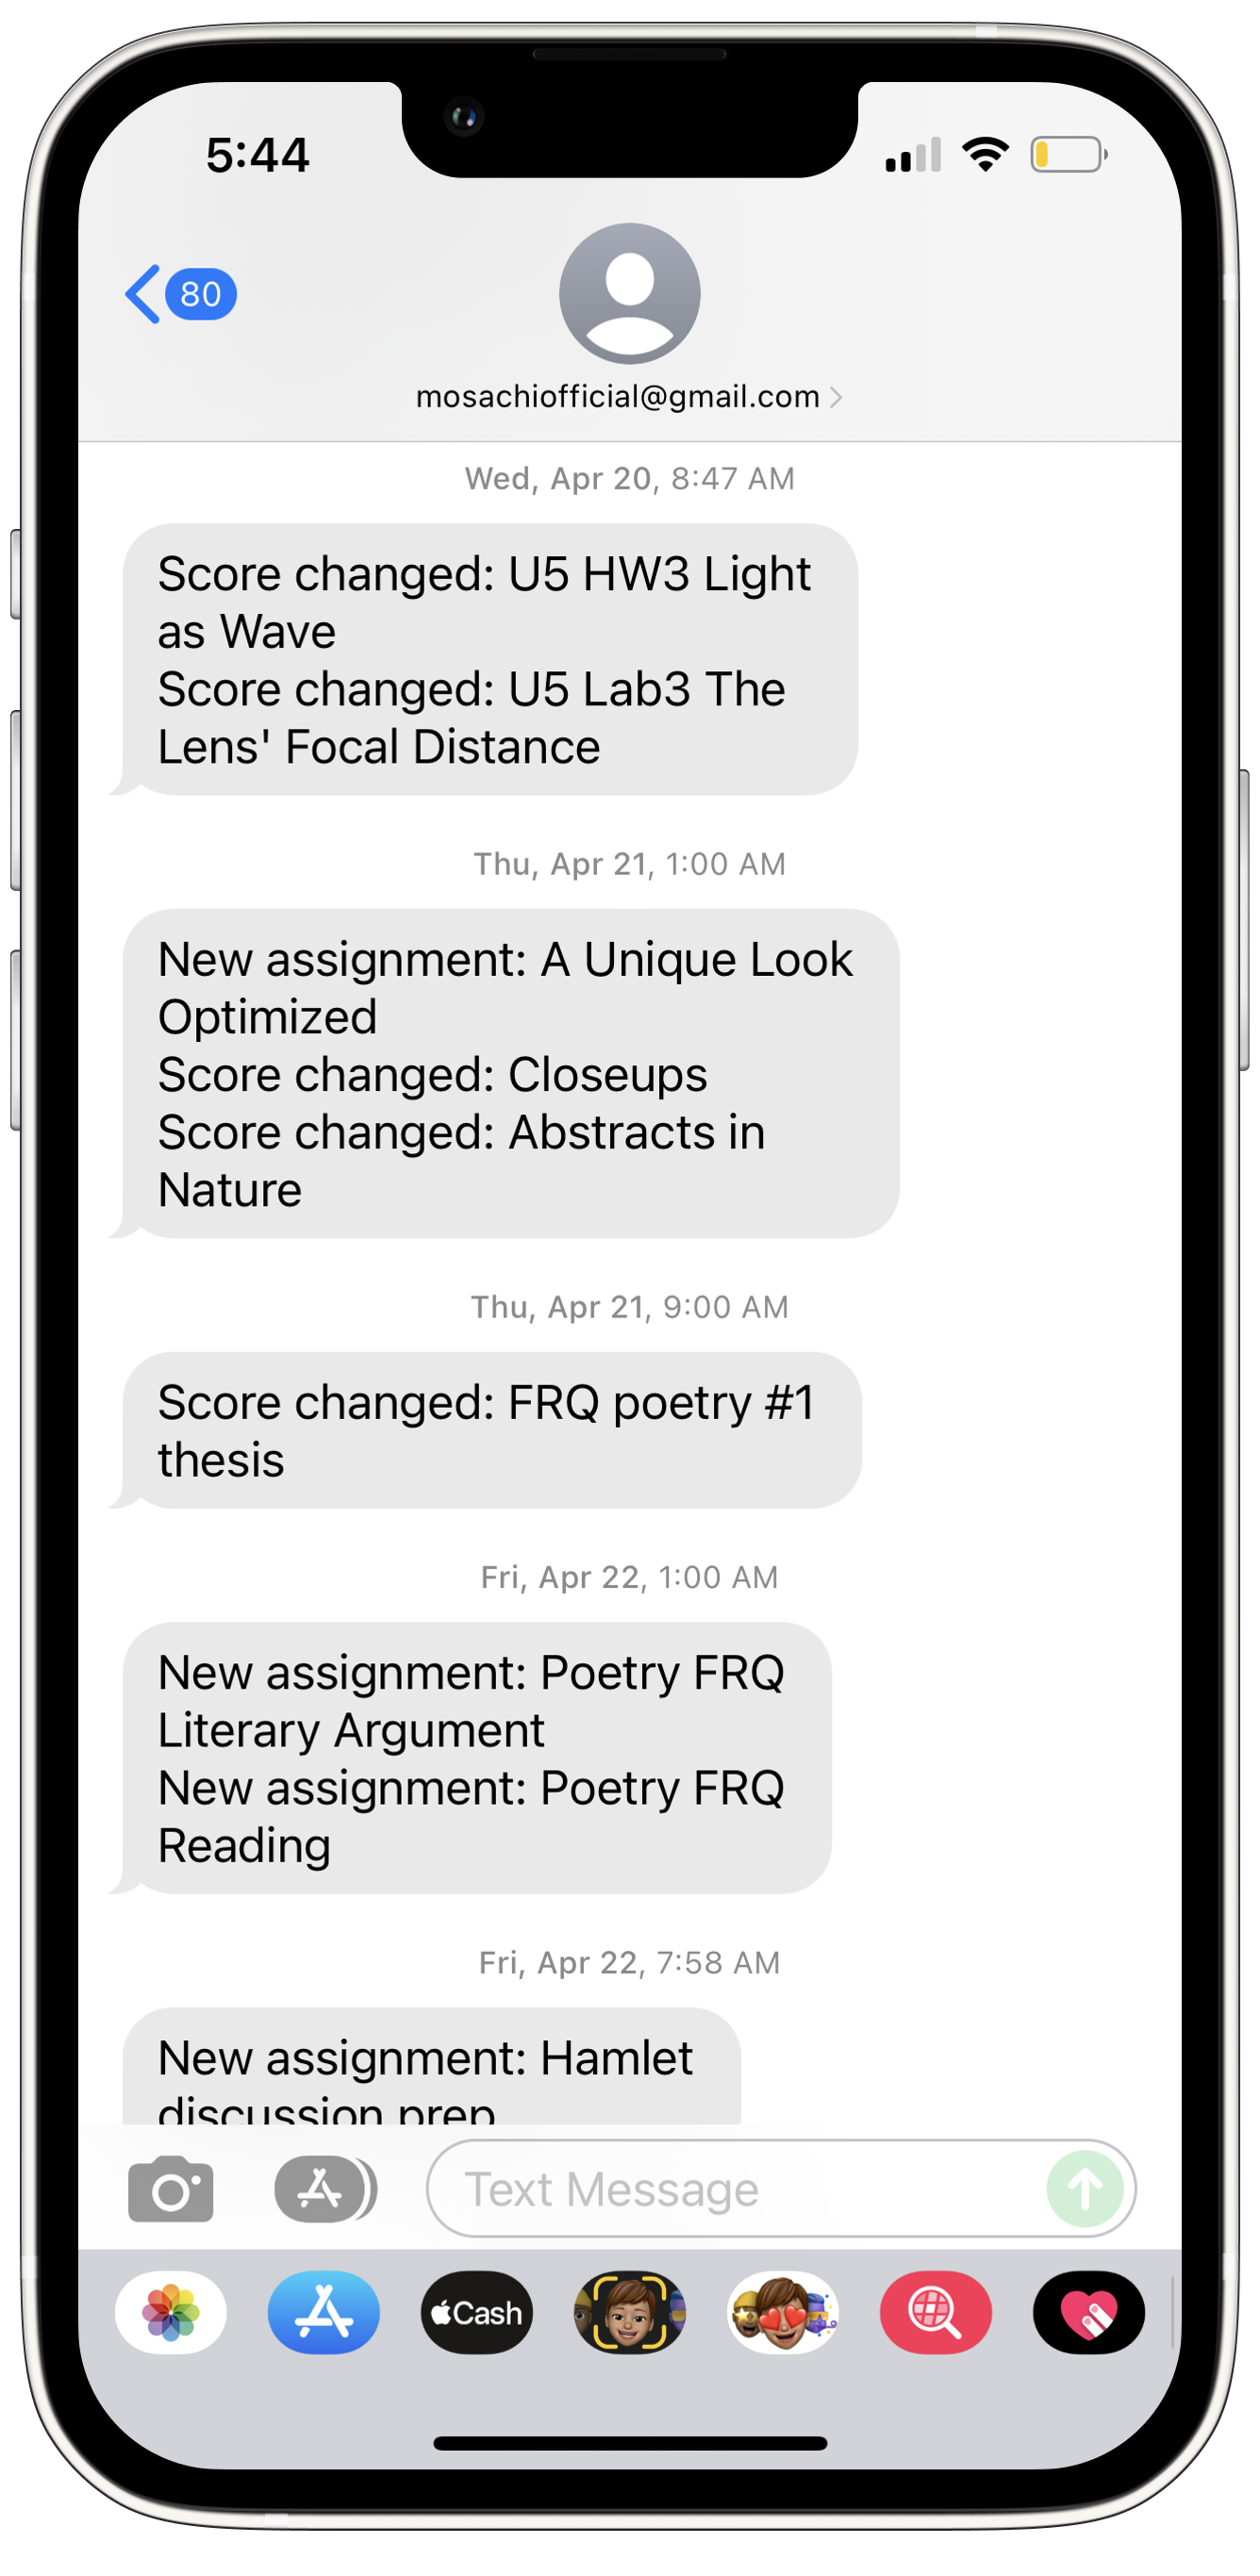 5:44
80
mosachiofficial@gmail.com
Wed, Apr 20, 8:47 AM
Score changed: U5 HW3 Light
as Wave
Score changed: U5 Lab3 The
Lens' Focal Distance
Thu, Apr 21, 1:00 AM
New assignment: A Unique Look
Optimized
Score changed: Closeups
Score changed: Abstracts in
Nature
Thu, Apr 21, 9:00 AM
Score changed: FRQ poetry #1
thesis
Fri, Apr 22, 1:00 AM
New assignment: Poetry FRQ
Literary Argument
New assignment: Poetry FRQ
Reading
Fri, Apr 22, 7:58 AM
New assignment: Hamlet
discussion prep
Text Message
Cash